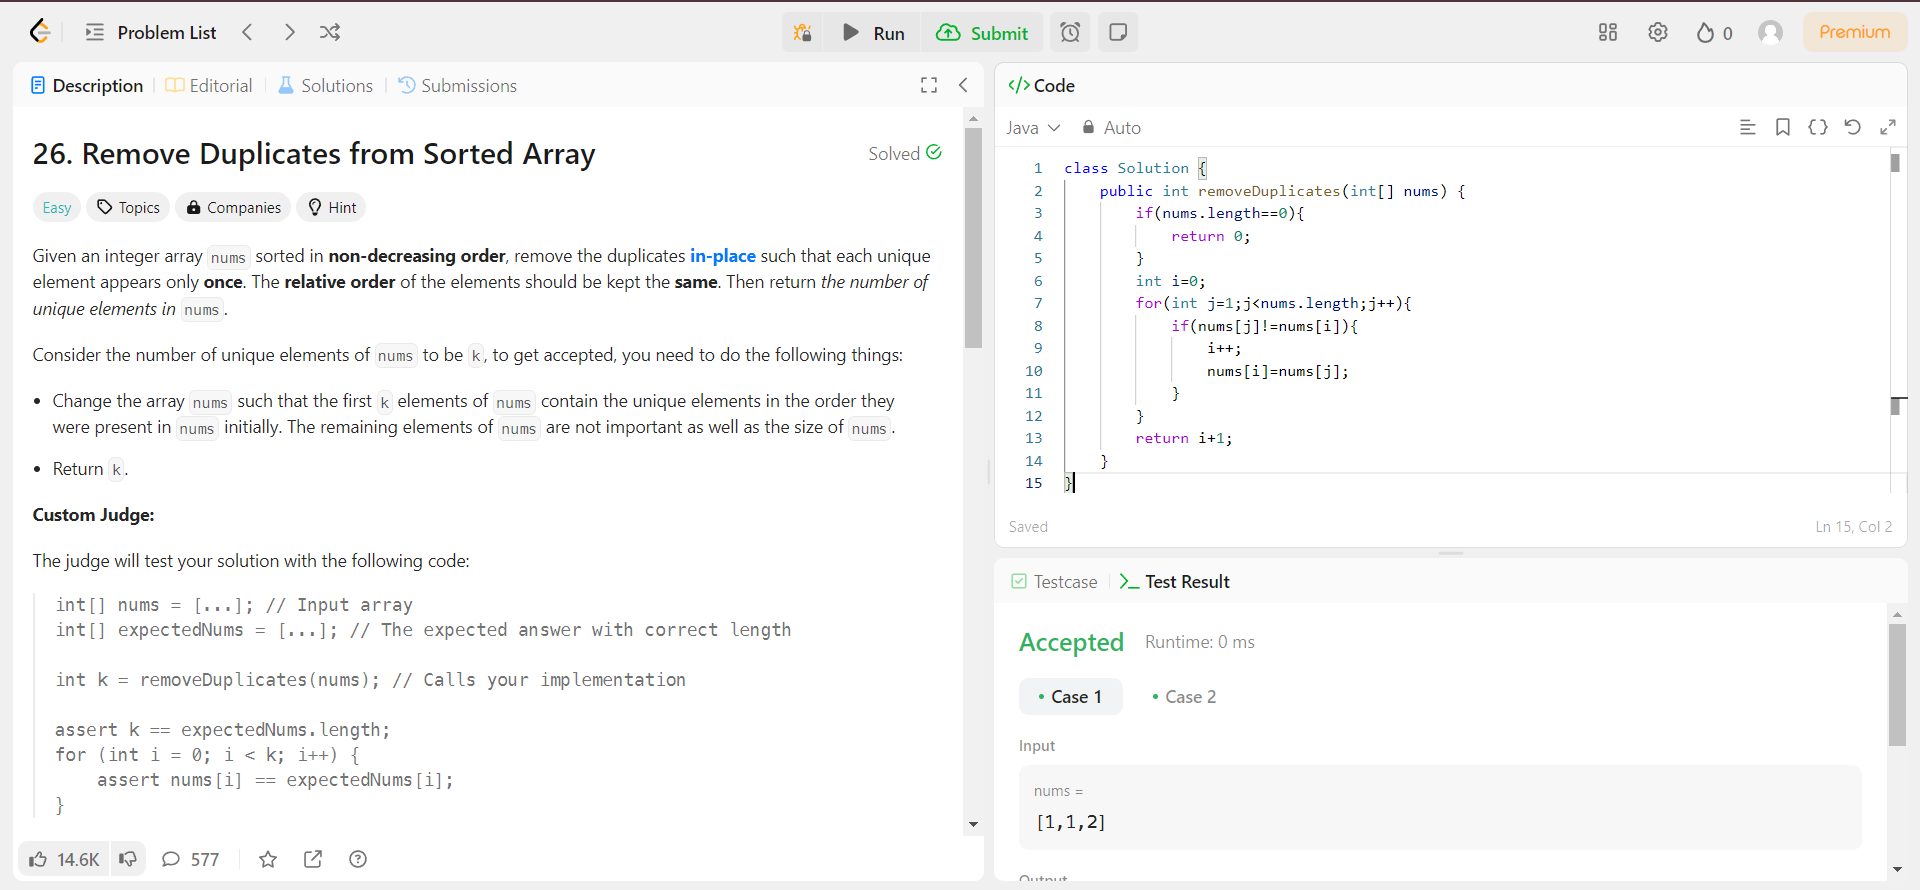 Problem List
Run
Submit
0
Premium
Description
Editorial
Solutions
Submissions
26. Remove Duplicates from Sorted Array
Solved
Easy
Topics
Companies
Hint
Given an integer array nums sorted in non-decreasing order, remove the duplicates in-place such that each unique
element appears only once. The relative order of the elements should be kept the same. Then return the number of
unique elements in nums.
Consider the number of unique elements of nums to be k, to get accepted, you need to do the following things:
• Change the array nums such that the first k elements of nums contain the unique elements in the order they
were present in nums initially. The remaining elements of nums are not important as well as the size of nums.
• Return k.
Custom Judge:
The judge will test your solution with the following code:
int[] nums = [...]; // Input array
int[] expectedNums = [...]; // The expected answer with correct length
int k = removeDuplicates(nums); // Calls your implementation
assert k == expectedNums.length;
for (int i = 0; i < k; i++) {
    assert nums[i] == expectedNums[i];
}
14.6K
577
</> Code
Java
Auto
1 class Solution {
2     public int removeDuplicates(int[] nums) {
3         if(nums.length==0){
4             return 0;
5         }
6         int i=0;
7         for(int j=1;j<nums.length;j++){
8             if(nums[j]!=nums[i]){
9                 i++;
10                 nums[i]=nums[j];
11             }
12         }
13         return i+1;
14     }
15 }
Saved
Ln 15, Col 2
Testcase
>_ Test Result
Accepted
Runtime: 0 ms
• Case 1
• Case 2
Input
nums =
[1,1,2]
Output